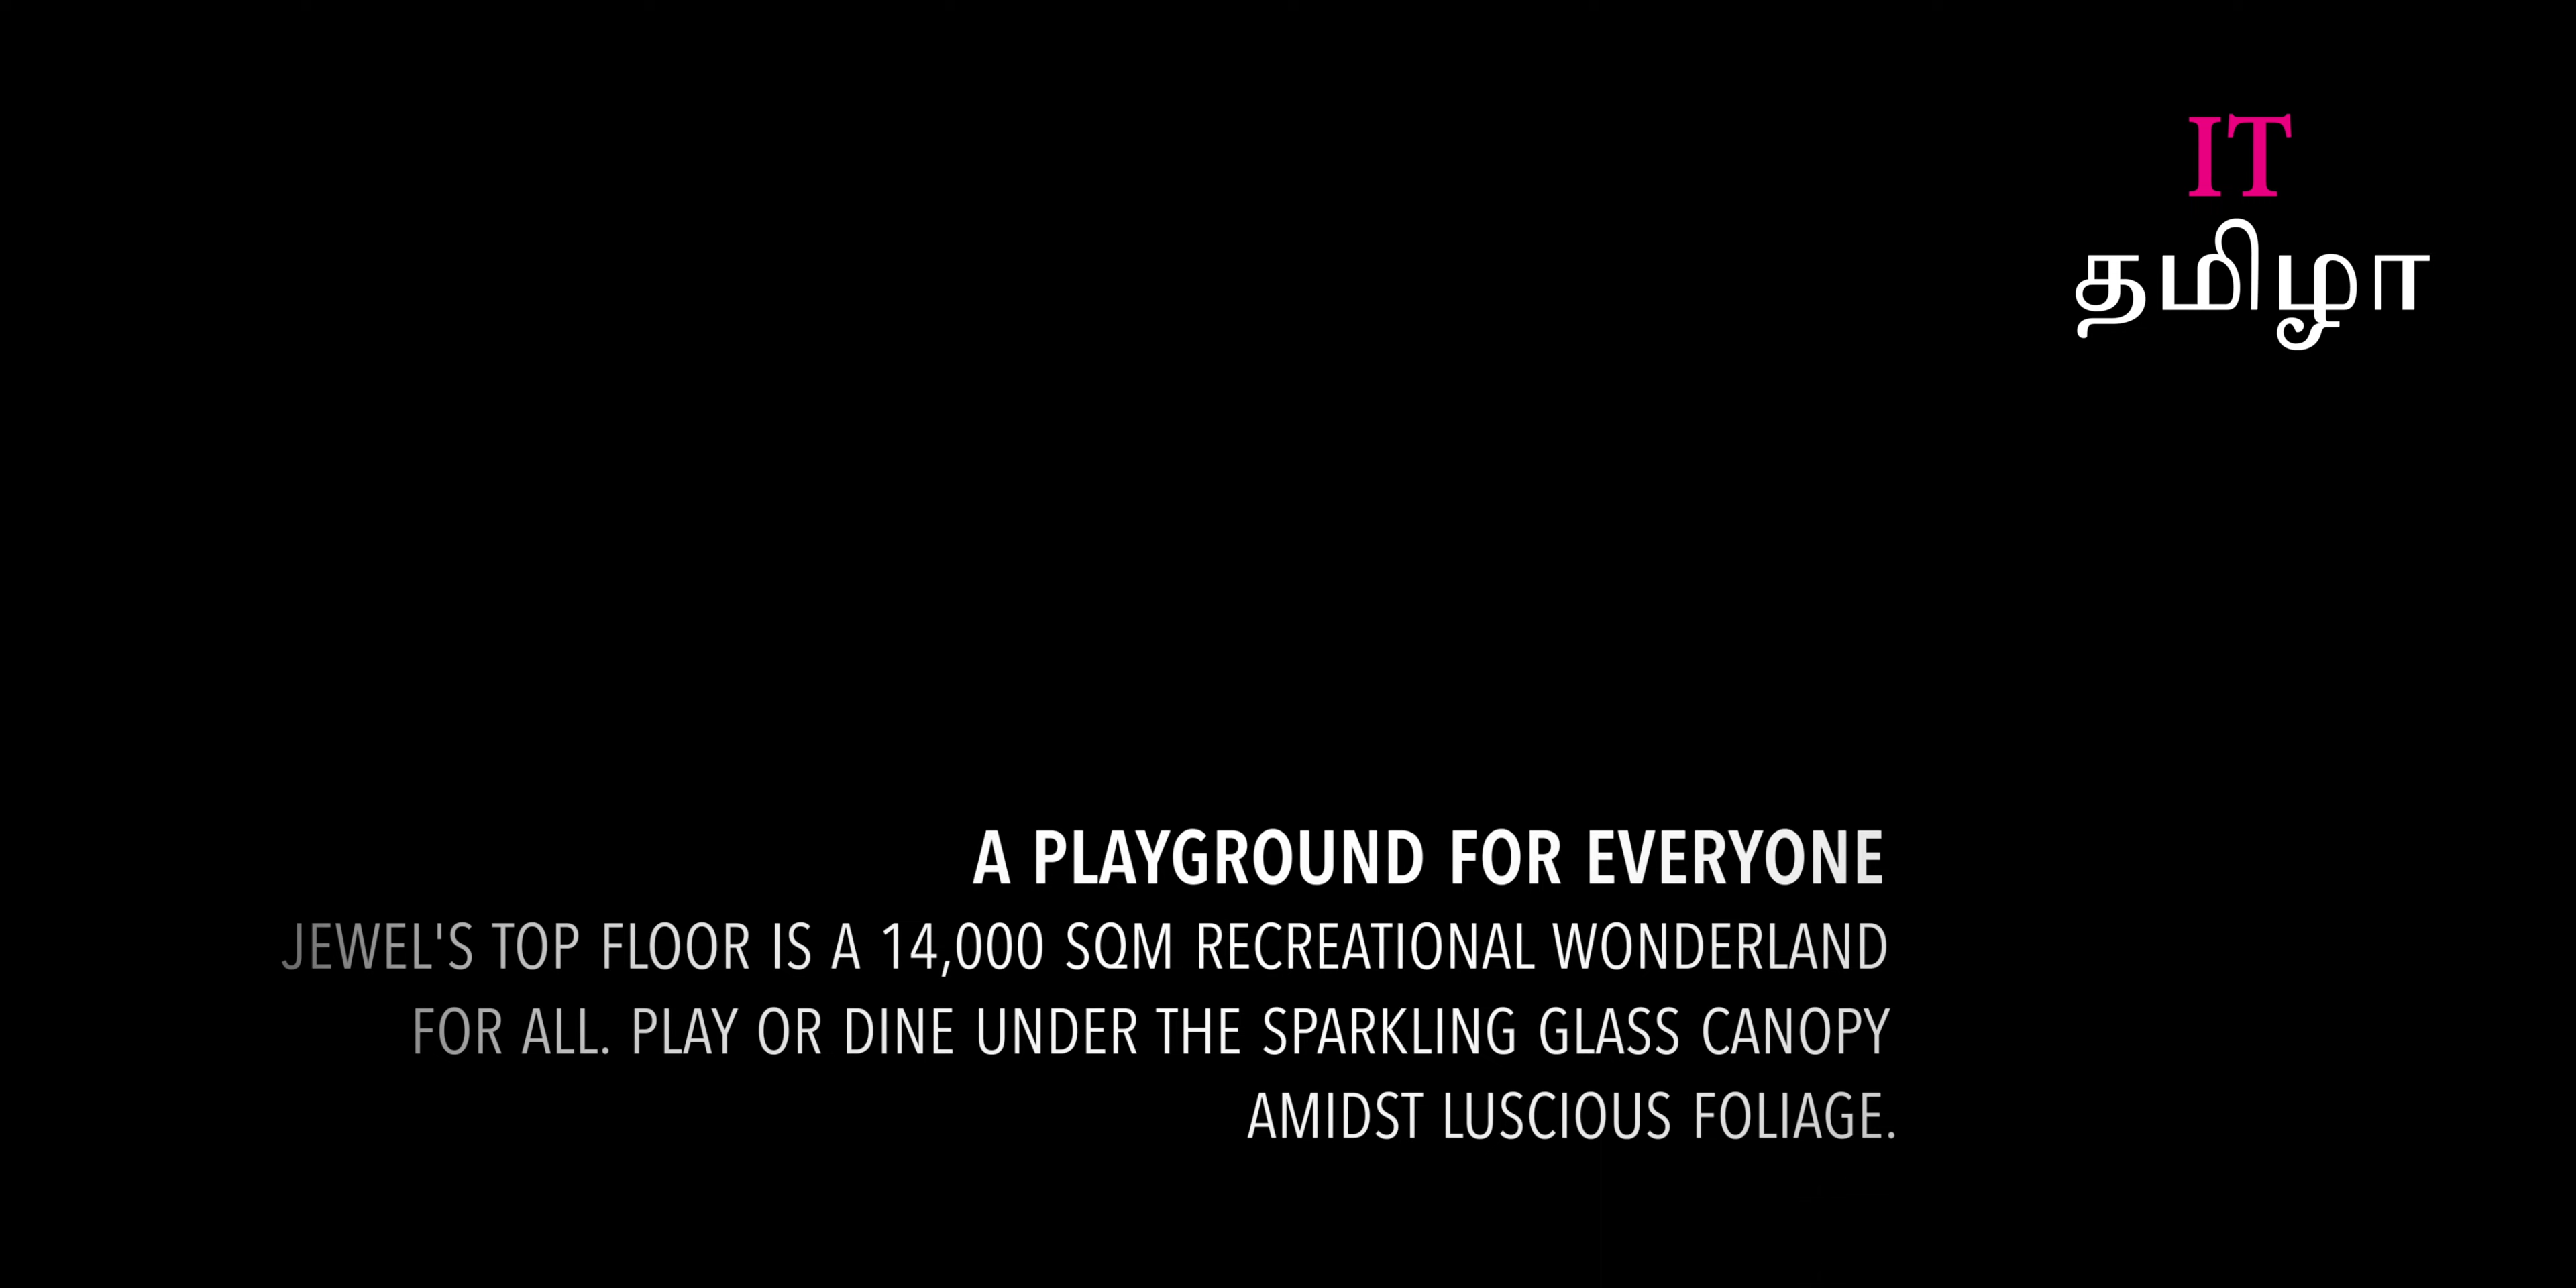 IT
தமிழா
A PLAYGROUND FOR EVERYONE
JEWEL'S TOP FLOOR IS A 14,000 SQM RECREATIONAL WONDERLAND
FOR ALL. PLAY OR DINE UNDER THE SPARKLING GLASS CANOPY
AMIDST LUSCIOUS FOLIAGE.